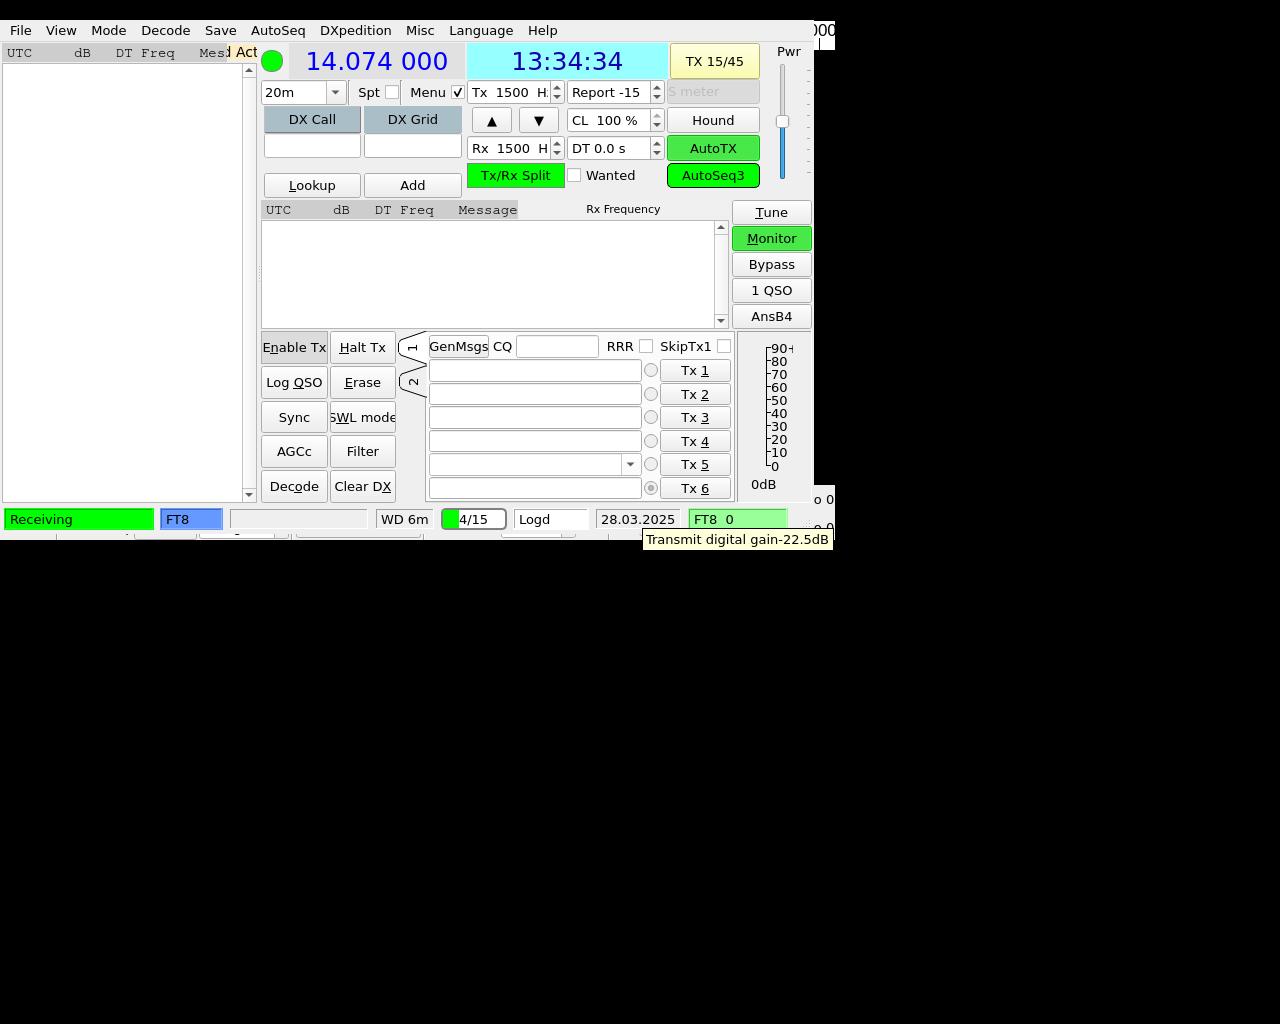 File View Mode Decode Save AutoSeq DXpedition Misc Language Help
UTC dB DT Freq Act
14.074 000 13:34:34 TX 15/45 Pwr
20m Spt Menu Tx 1500 Report -15 S meter
DX Call DX Grid ▲ ▼ CL 100 % Hound
Rx 1500 H DT 0.0 s AutoTX
Lookup Add Tx/Rx Split Wanted AutoSeq3
UTC dB DT Freq Message Rx Frequency
Tune
Monitor
Bypass
1 QSO
AnsB4
Enable Tx Halt Tx 1 GenMsgs CQ RRR SkipTx1
Log QSO Erase 2
Sync SWL mode
AGCc Filter
Decode Clear DX
Tx 1
Tx 2
Tx 3
Tx 4
Tx 5
Tx 6
90+
80
70
60
50
40
30
20
10
0
0dB
Receiving FT8 WD 6m 4/15 Logd 28.03.2025 FT8 0
Transmit digital gain-22.5dB